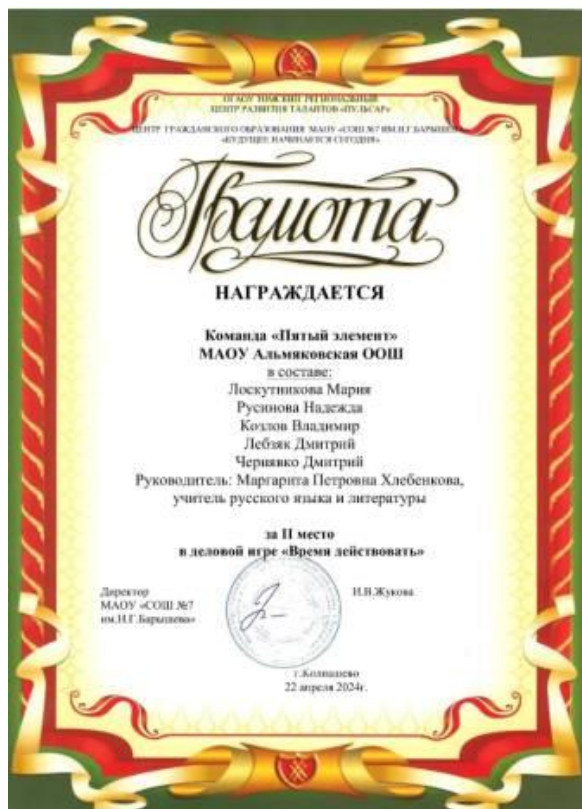 ОГАОУ ТОМСКИЙ РЕГИОНАЛЬНЫЙ
ЦЕНТР РАЗВИТИЯ ТАЛАНТОВ «ПУЛЬСАР»
ЦЕНТР ГРАЖДАНСКОГО ОБРАЗОВАНИЯ МАОУ «СОШ №7 ИМ.Н.Г.БАРЫШЕВА»
«БУДУЩЕЕ НАЧИНАЕТСЯ СЕГОДНЯ»
Грамота
НАГРАЖДАЕТСЯ
Команда «Пятый элемент»
МАОУ Альмяковская ООШ
в составе:
Лоскутникова Мария
Русинова Надежда
Козлов Владимир
Лебзяк Дмитрий
Чернявко Дмитрий
Руководитель: Маргарита Петровна Хлебенкова,
учитель русского языка и литературы
за II место
в деловой игре «Время действовать»
Директор
МАОУ «СОШ №7
им.Н.Г.Барышева»
И.В.Жукова
г.Колпашево
22 апреля 2024г.